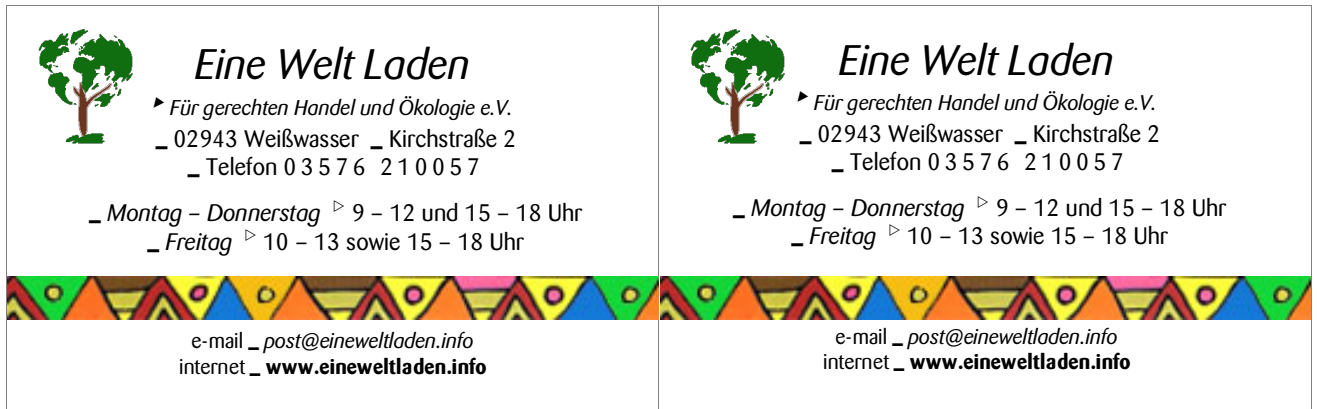 Eine Welt Laden
‣ Für gerechten Handel und Ökologie e.V.
_ 02943 Weißwasser _ Kirchstraße 2
_ Telefon 0 3 5 7 6 2 1 0 0 5 7
_ Montag – Donnerstag ▷ 9 – 12 und 15 – 18 Uhr
_ Freitag ▷ 10 – 13 sowie 15 – 18 Uhr
e-mail _ post@eineweltladen.info
internet _ www.eineweltladen.info
Eine Welt Laden
‣ Für gerechten Handel und Ökologie e.V.
_ 02943 Weißwasser _ Kirchstraße 2
_ Telefon 0 3 5 7 6 2 1 0 0 5 7
_ Montag – Donnerstag ▷ 9 – 12 und 15 – 18 Uhr
_ Freitag ▷ 10 – 13 sowie 15 – 18 Uhr
e-mail _ post@eineweltladen.info
internet _ www.eineweltladen.info